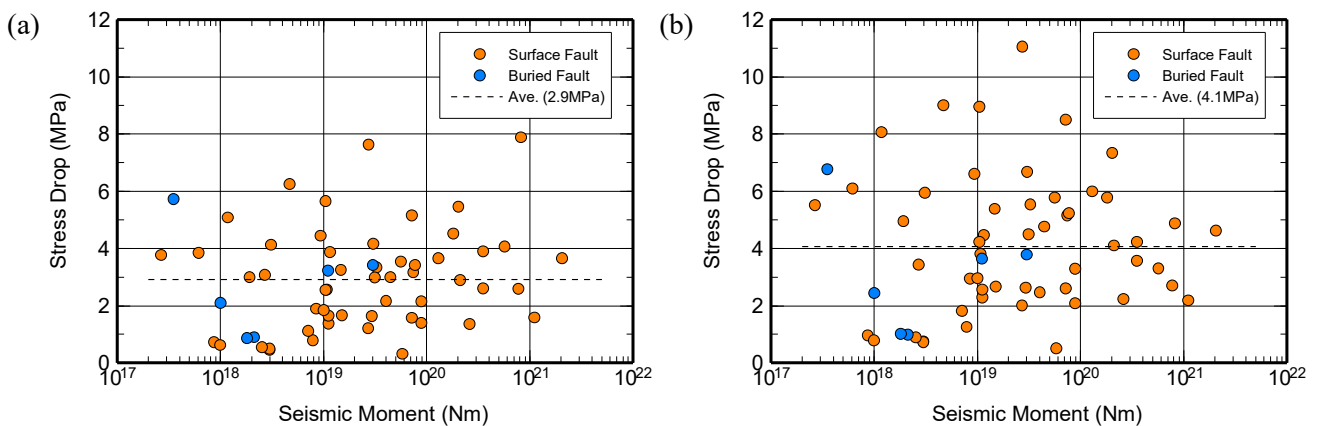 (a)
12
10
8
6
4
2
0
Stress Drop (MPa)
Surface Fault
Buried Fault
Ave. (2.9MPa)
10^17 10^18 10^19 10^20 10^21 10^22
Seismic Moment (Nm)
(b)
12
10
8
6
4
2
0
Stress Drop (MPa)
Surface Fault
Buried Fault
Ave. (4.1MPa)
10^17 10^18 10^19 10^20 10^21 10^22
Seismic Moment (Nm)